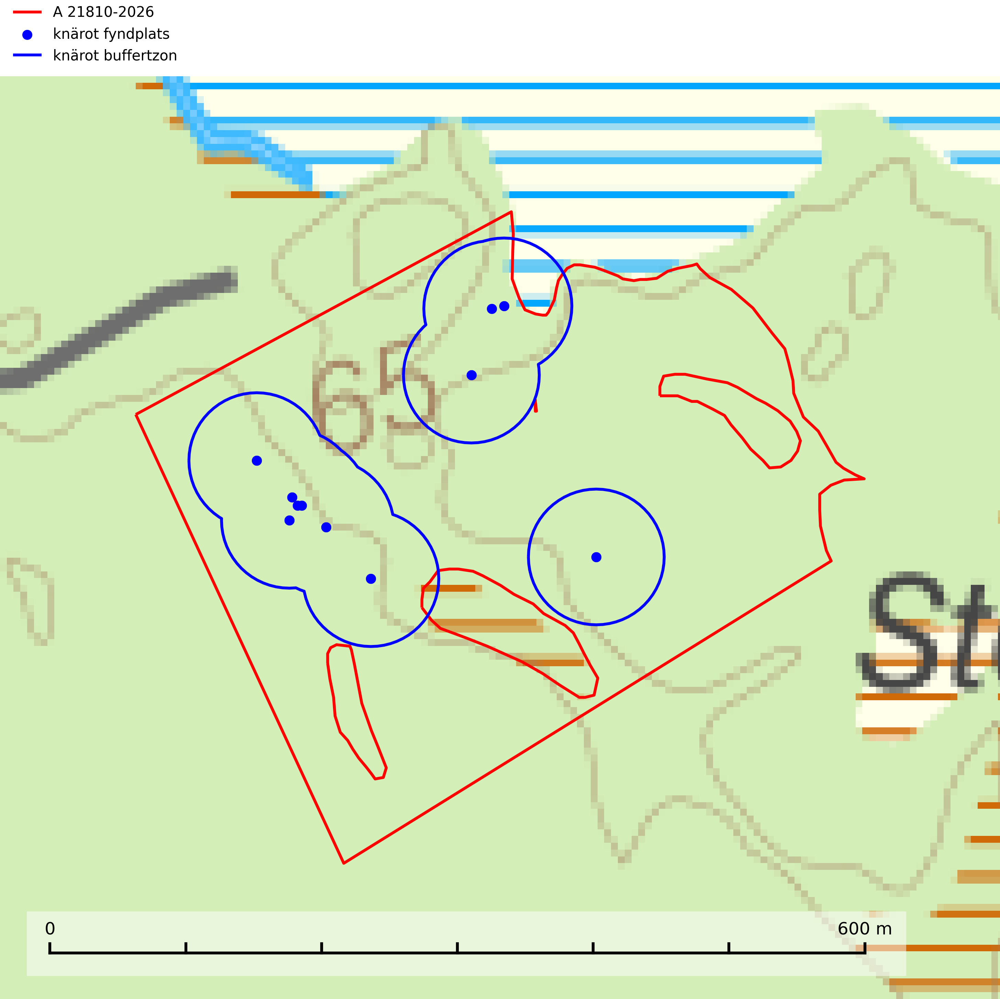 A 21810-2026
knärot fyndplats
knärot buffertzon
65
St
0
600 m